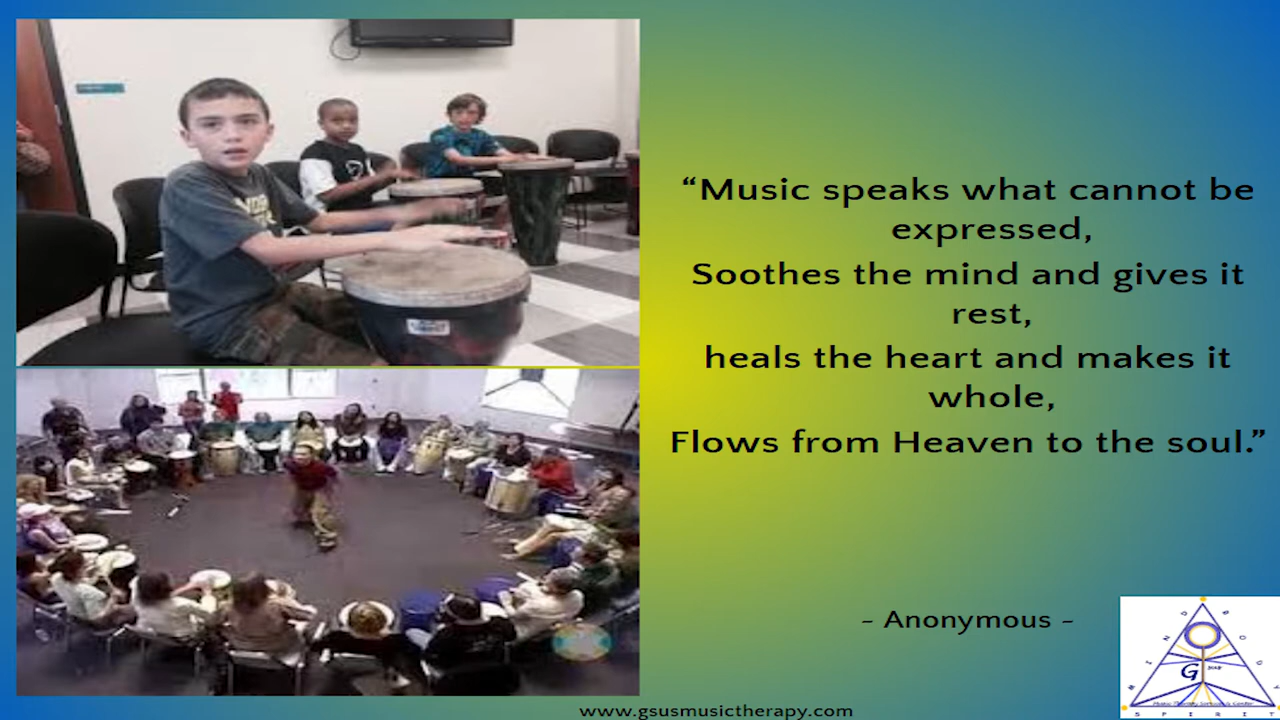 “Music speaks what cannot be
expressed,
Soothes the mind and gives it
rest,
heals the heart and makes it
whole,
Flows from Heaven to the soul.”
- Anonymous -
MIND BODY
G
SPIRIT
www.gsusmusictherapy.com